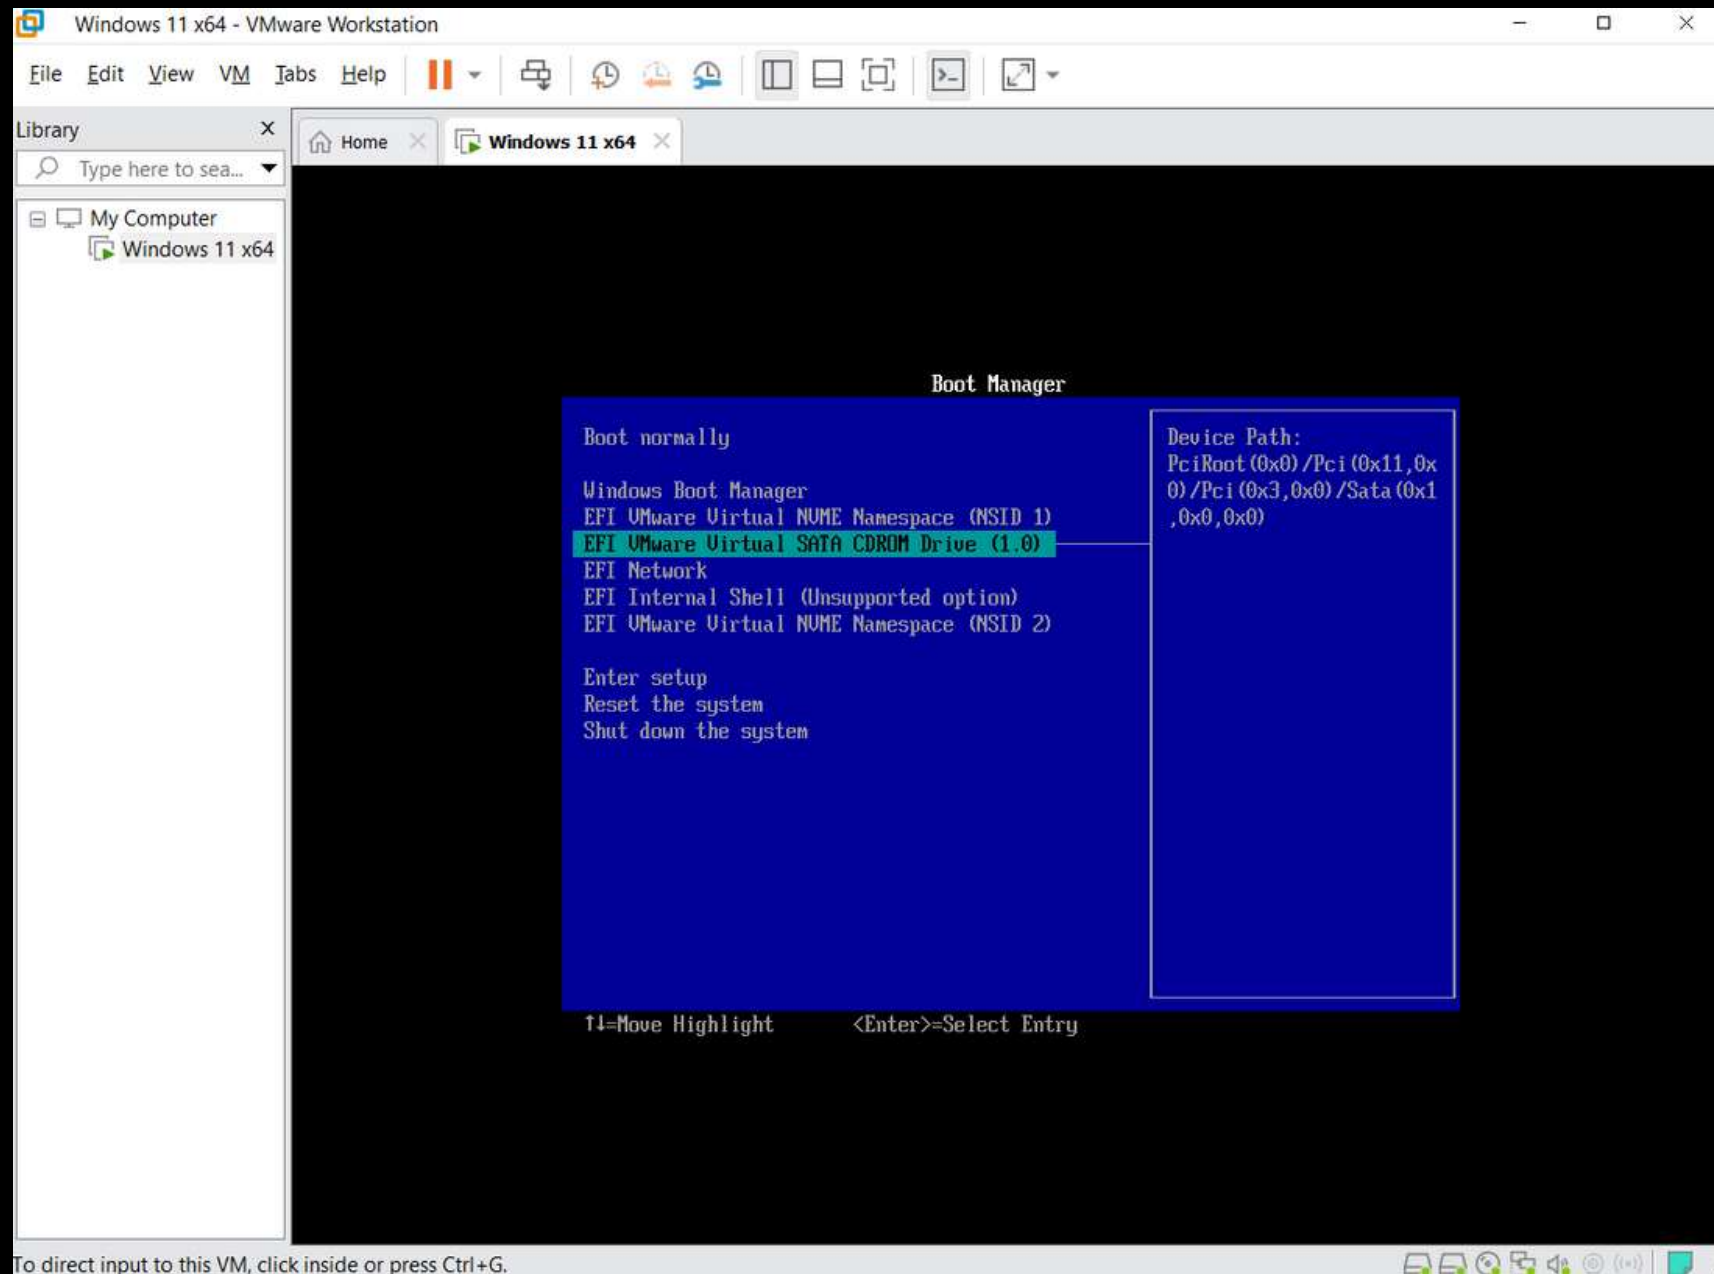 Windows 11 x64 - VMware Workstation
File Edit View VM Tabs Help
Library X
Type here to sea...
My Computer
Windows 11 x64
Home
Windows 11 x64
Boot Manager
Boot normally
Windows Boot Manager
EFI VMware Virtual NVME Namespace (NSID 1)
EFI VMware Virtual SATA CDROM Drive (1.0)
EFI Network
EFI Internal Shell (Unsupported option)
EFI VMware Virtual NVME Namespace (NSID 2)
Enter setup
Reset the system
Shut down the system
Device Path:
PciRoot(0x0)/Pci(0x11,0x
0)/Pci(0x3,0x0)/Sata(0x1
,0x0,0x0)
↑↓=Move Highlight <Enter>=Select Entry
To direct input to this VM, click inside or press Ctrl+G.